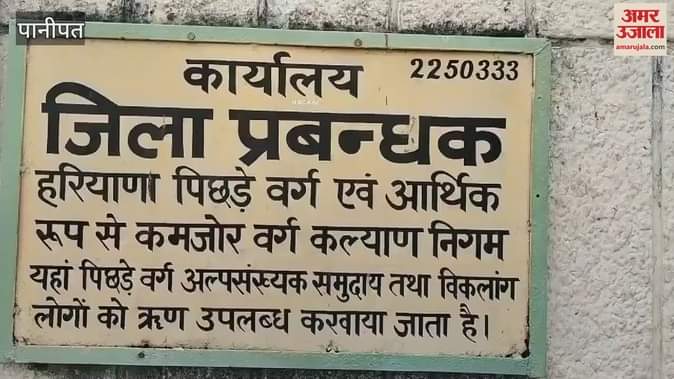 पानीपत
अमर
उजाला
amarujala.com
कार्यालय 2250333
जिला प्रबन्धक
हरियाणा पिछड़े वर्ग एवं आर्थिक
रूप से कमजोर वर्ग कल्याण निगम
यहां पिछड़े वर्ग अल्पसंख्यक समुदाय तथा विकलांग
लोगों को ऋण उपलब्ध करवाया जाता है।